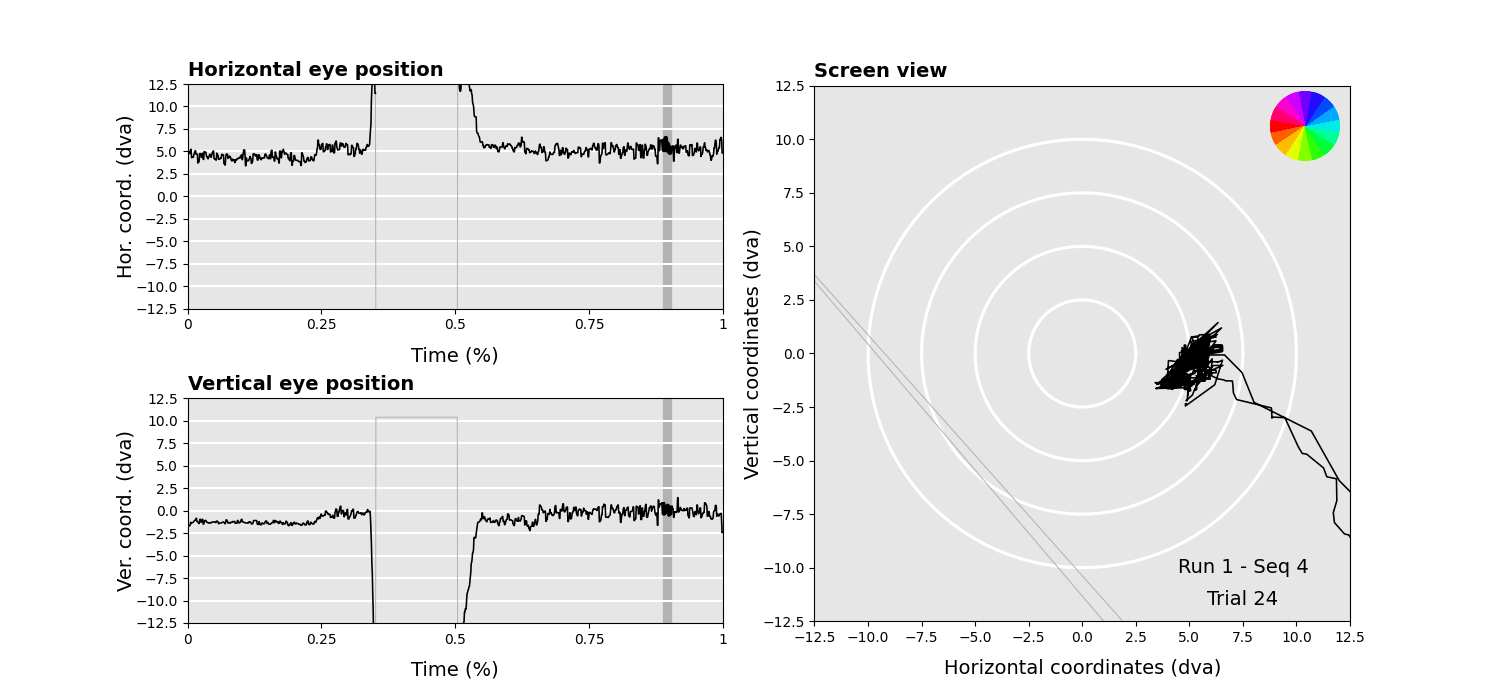 Horizontal eye position
12.5
10.0
7.5
5.0
2.5
0.0
−2.5
−5.0
−7.5
−10.0
−12.5
Hor. coord. (dva)
0 0.25 0.5 0.75 1
Time (%)
Vertical eye position
12.5
10.0
7.5
5.0
2.5
0.0
−2.5
−5.0
−7.5
−10.0
−12.5
Ver. coord. (dva)
0 0.25 0.5 0.75 1
Time (%)
Screen view
12.5
10.0
7.5
5.0
2.5
0.0
−2.5
−5.0
−7.5
−10.0
−12.5
Vertical coordinates (dva)
Run 1 - Seq 4
Trial 24
−12.5 −10.0 −7.5 −5.0 −2.5 0.0 2.5 5.0 7.5 10.0 12.5
Horizontal coordinates (dva)